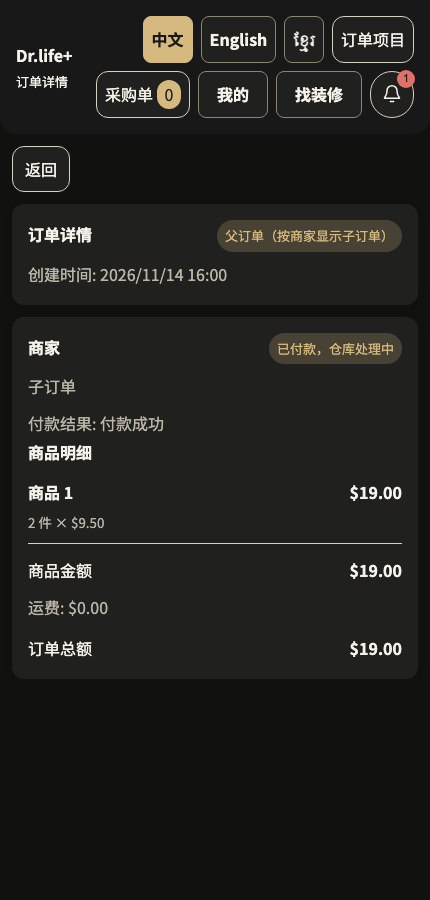 Dr.life+
订单详情
中文
English
ខ្មែរ
订单项目
采购单 0
我的
找装修
1
返回
订单详情
父订单（按商家显示子订单）
创建时间: 2026/11/14 16:00
商家
已付款，仓库处理中
子订单
付款结果: 付款成功
商品明细
商品 1 $19.00
2 件 × $9.50
商品金额 $19.00
运费: $0.00
订单总额 $19.00